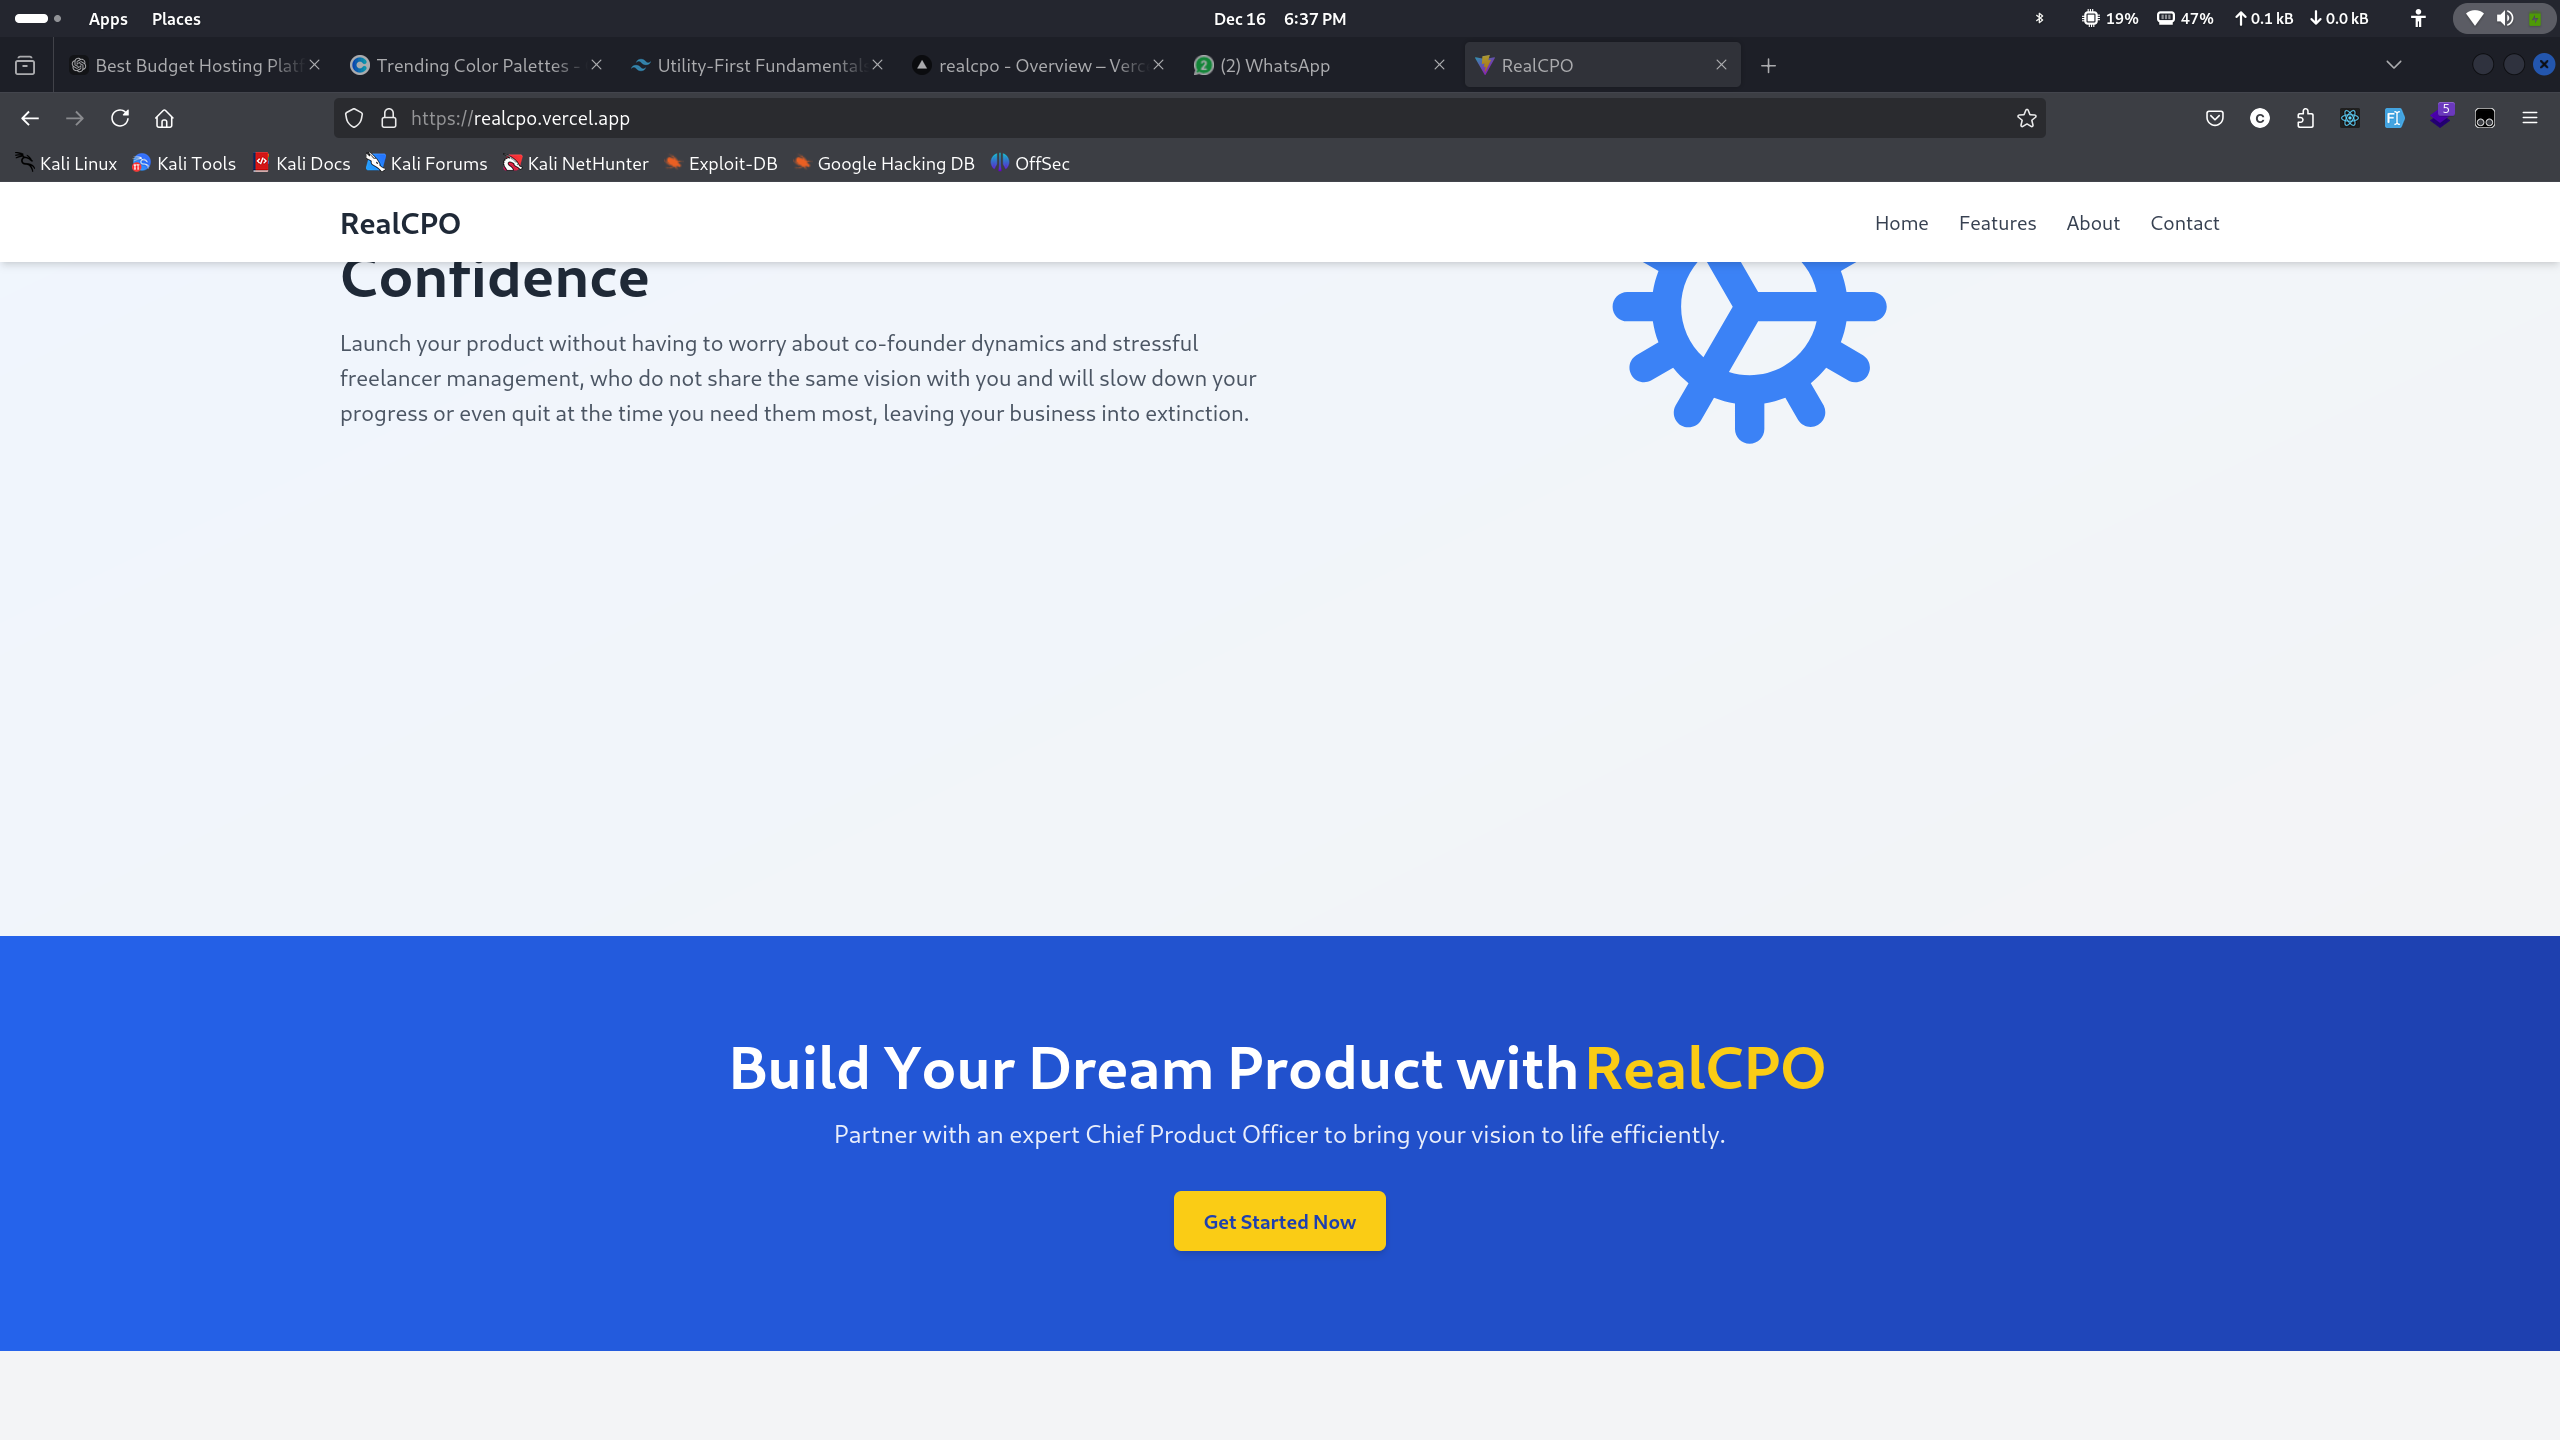 Apps Places Dec 16 6:37 PM 19% 47% 0.1 kB 0.0 kB
Best Budget Hosting Platf Trending Color Palettes - Utility-First Fundamentals realcpo - Overview – Verc (2) WhatsApp RealCPO
https://realcpo.vercel.app 5
Kali Linux Kali Tools Kali Docs Kali Forums Kali NetHunter Exploit-DB Google Hacking DB OffSec
RealCPO Home Features About Contact
Confidence
Launch your product without having to worry about co-founder dynamics and stressful
freelancer management, who do not share the same vision with you and will slow down your
progress or even quit at the time you need them most, leaving your business into extinction.
Build Your Dream Product with RealCPO
Partner with an expert Chief Product Officer to bring your vision to life efficiently.
Get Started Now